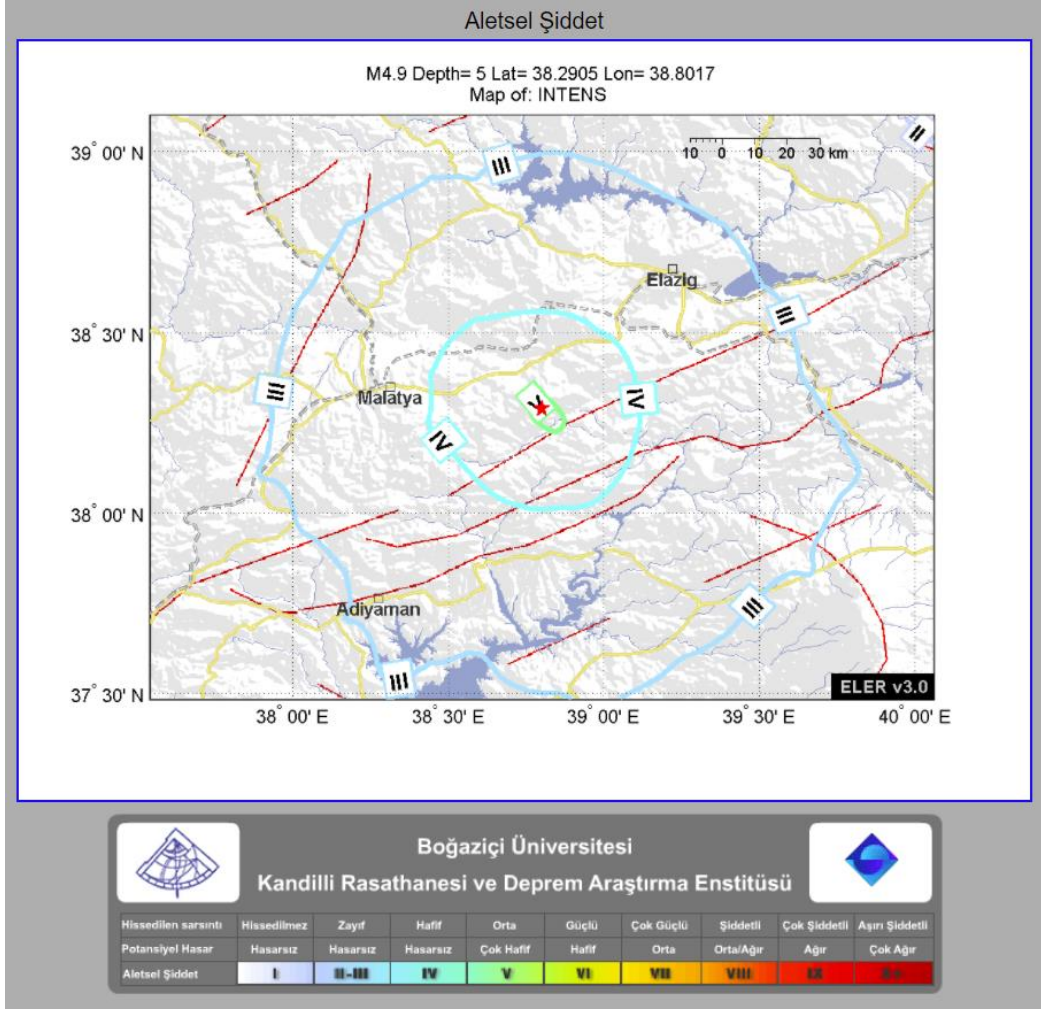 Aletsel Şiddet
M4.9 Depth= 5 Lat= 38.2905 Lon= 38.8017
Map of: INTENS
II
39° 00' N
III
10 0 10 20 30 km
Elazig
38° 30' N
III
III
Malatya
IV
V
IV
38° 00' N
Adiyaman
III
III
37° 30' N
ELER v3.0
38° 00' E 38° 30' E 39° 00' E 39° 30' E 40° 00' E
Boğaziçi Üniversitesi
Kandilli Rasathanesi ve Deprem Araştırma Enstitüsü
Hissedilen sarsıntı Hissedilmez Zayıf Hafif Orta Güçlü Çok Güçlü Şiddetli Çok Şiddetli Aşırı Şiddetli
Potansiyel Hasar Hasarsız Hasarsız Hasarsız Çok Hafif Hafif Orta Orta/Ağır Ağır Çok Ağır
Aletsel Şiddet I II-III IV V VI VII VIII IX X+